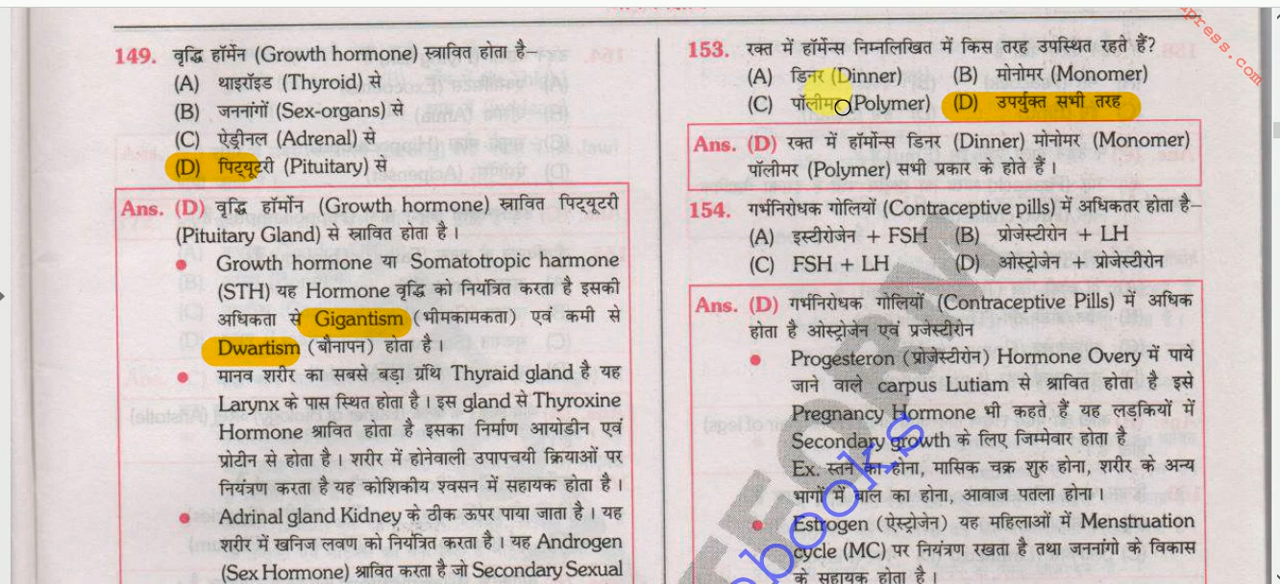 149. वृद्धि हॉर्मेन (Growth hormone) स्त्रावित होता है–
(A) थाइरॉइड (Thyroid) से
(B) जननांगों (Sex-organs) से
(C) ऐड्रीनल (Adrenal) से
(D) पिट्यूटरी (Pituitary) से
Ans. (D) वृद्धि हॉर्मोन (Growth hormone) स्त्रावित पिट्यूटरी
(Pituitary Gland) से स्त्रावित होता है।
Growth hormone या Somatotropic harmone
(STH) यह Hormone वृद्धि को नियंत्रित करता है इसकी
अधिकता से Gigantism (भीमकामकता) एवं कमी से
Dwartism (बौनापन) होता है।
मानव शरीर का सबसे बड़ा ग्रंथि Thyraid gland है यह
Larynx के पास स्थित होता है। इस gland से Thyroxine
Hormone श्रावित होता है इसका निर्माण आयोडीन एवं
प्रोटीन से होता है। शरीर में होनेवाली उपापचयी क्रियाओं पर
नियंत्रण करता है यह कोशिकीय श्वसन में सहायक होता है।
Adrinal gland Kidney के ठीक ऊपर पाया जाता है। यह
शरीर में खनिज लवण को नियंत्रित करता है। यह Androgen
(Sex Hormone) श्रावित करता है जो Secondary Sexual
153. रक्त में हॉर्मेन्स निम्नलिखित में किस तरह उपस्थित रहते हैं?
(A) डिनर (Dinner) (B) मोनोमर (Monomer)
(C) पॉलीमर (Polymer) (D) उपर्युक्त सभी तरह
Ans. (D) रक्त में हॉर्मोन्स डिनर (Dinner) मोनोमर (Monomer)
पॉलीमर (Polymer) सभी प्रकार के होते हैं।
154. गर्भनिरोधक गोलियों (Contraceptive pills) में अधिकतर होता है–
(A) इस्टीरोजेन + FSH (B) प्रोजेस्टीरोन + LH
(C) FSH + LH (D) ओस्ट्रोजेन + प्रोजेस्टीरोन
Ans. (D) गर्भनिरोधक गोलियों (Contraceptive Pills) में अधिक
होता है ओस्ट्रोजेन एवं प्रजेस्टीरोन
Progesteron (प्रोजेस्टीरोन) Hormone Overy में पाये
जाने वाले carpus Lutiam से श्रावित होता है इसे
Pregnancy Hormone भी कहते हैं यह लड़कियों में
Secondary growth के लिए जिम्मेवार होता है
Ex. स्तन का होना, मासिक चक्र शुरु होना, शरीर के अन्य
भागों में बाल का होना, आवाज पतला होना।
Estrogen (ऐस्ट्रोजेन) यह महिलाओं में Menstruation
cycle (MC) पर नियंत्रण रखता है तथा जननांगो के विकास
के सहायक होता है।
press.com
ebooks